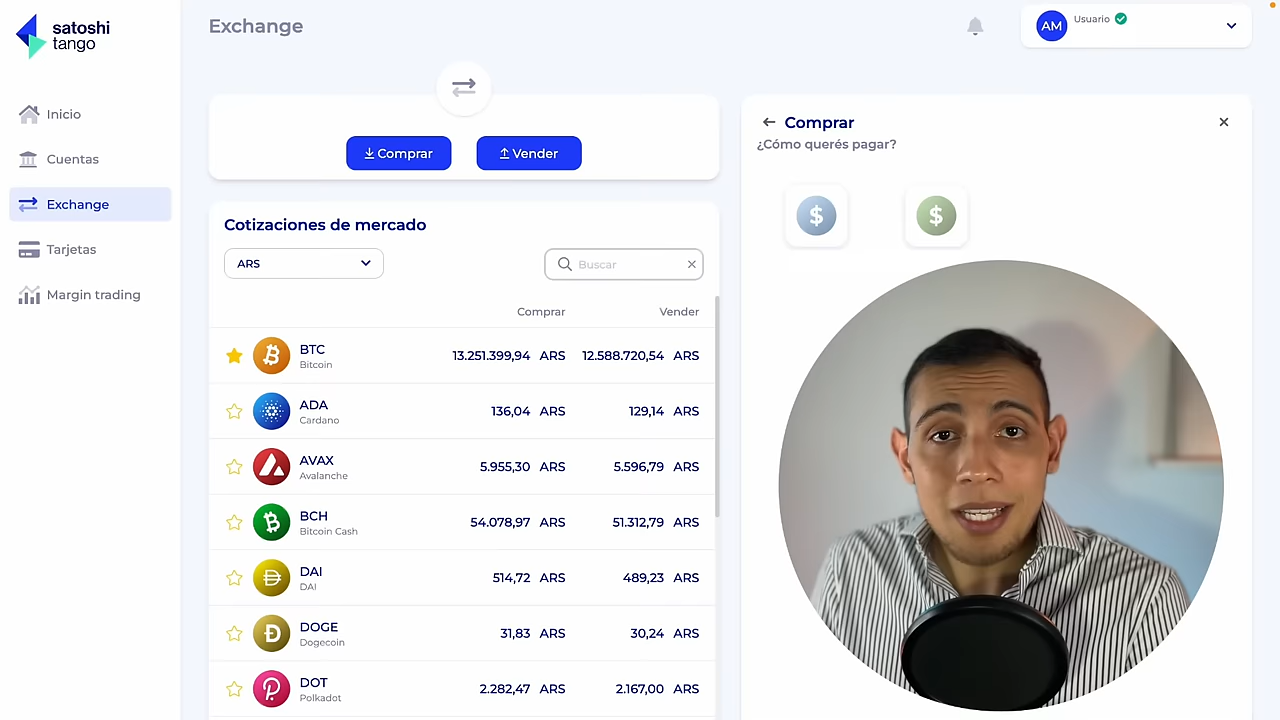 satoshi
tango
Exchange
AM
Usuario
Inicio
Cuentas
Exchange
Tarjetas
Margin trading
Comprar
Vender
Cotizaciones de mercado
ARS
Buscar
Comprar Vender
BTC
Bitcoin
13.251.399,94 ARS 12.588.720,54 ARS
ADA
Cardano
136,04 ARS 129,14 ARS
AVAX
Avalanche
5.955,30 ARS 5.596,79 ARS
BCH
Bitcoin Cash
54.078,97 ARS 51.312,79 ARS
DAI
DAI
514,72 ARS 489,23 ARS
DOGE
Dogecoin
31,83 ARS 30,24 ARS
DOT
Polkadot
2.282,47 ARS 2.167,00 ARS
Comprar
¿Cómo querés pagar?
$ $